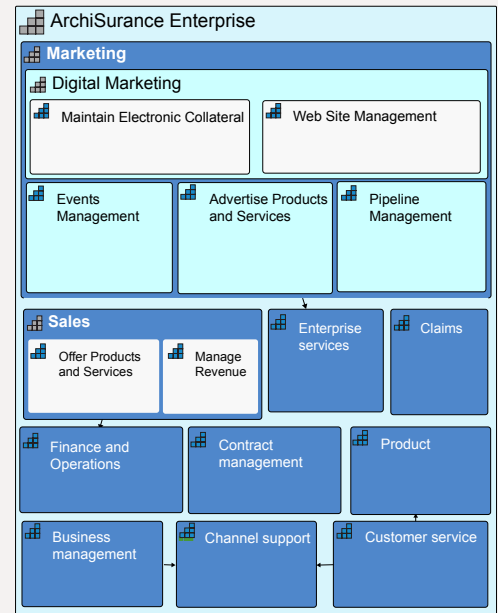 ArchiSurance Enterprise
Marketing
Digital Marketing
Maintain Electronic Collateral
Web Site Management
Events
Management
Advertise Products
and Services
Pipeline
Management
Sales
Offer Products
and Services
Manage
Revenue
Enterprise
services
Claims
Finance and
Operations
Contract
management
Product
Business
management
Channel support
Customer service